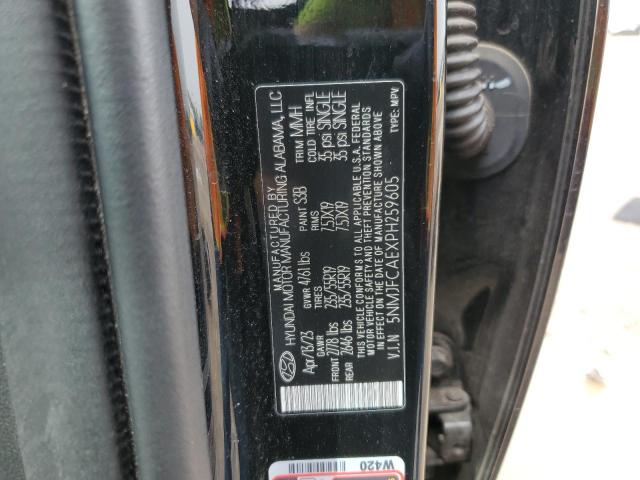 MANUFACTURED BY
HYUNDAI MOTOR MANUFACTURING ALABAMA, LLC
Apr/13/23 GVWR 4761lbs PAINT S3B TRIM MMH
GAWR TIRES RIMS COLD TIRE INFL
FRONT 2778 lbs 235/55R19 7.5JX19 35 psi SINGLE
REAR 2646 lbs 235/55R19 7.5JX19 35 psi SINGLE
THIS VEHICLE CONFORMS TO ALL APPLICABLE U.S.A. FEDERAL
MOTOR VEHICLE SAFETY AND THEFT PREVENTION STANDARDS
IN EFFECT ON THE DATE OF MANUFACTURE SHOWN ABOVE
V.I.N 5NMJFCAEXPH259605 TYPE: MPV
W420